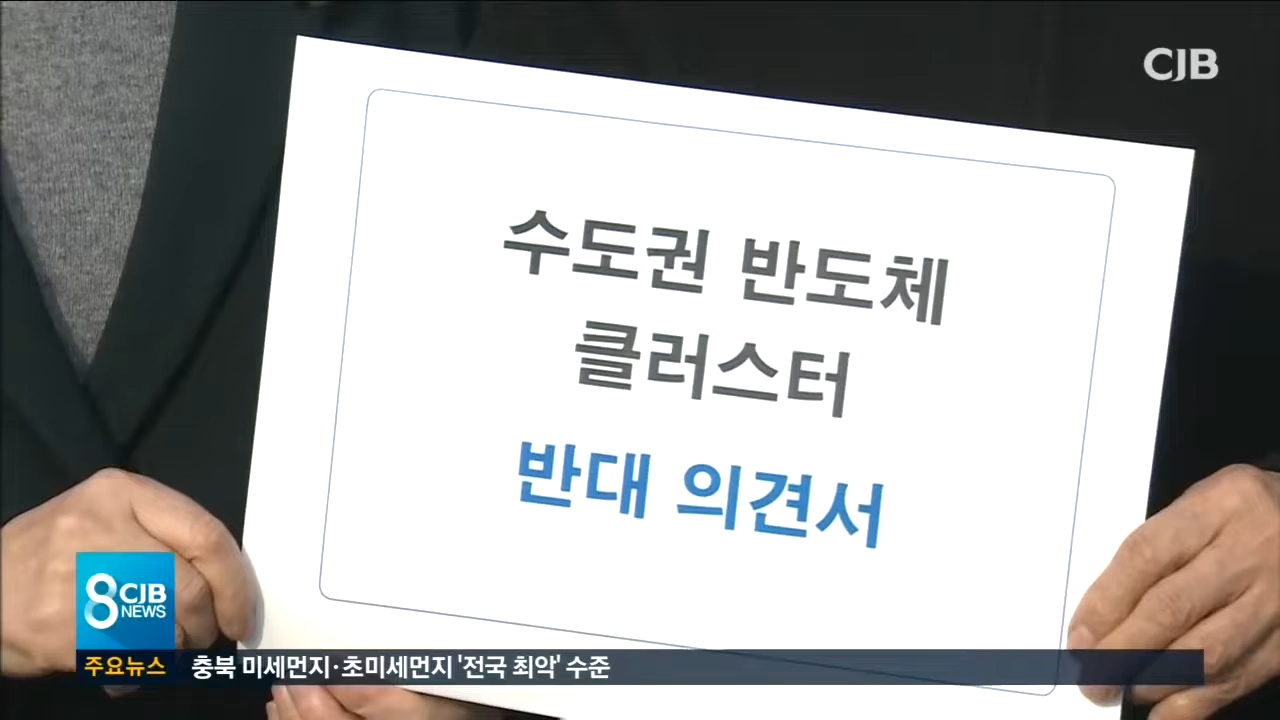 CJB
수도권 반도체
클러스터
반대 의견서
8 CJB
NEWS
주요뉴스 충북 미세먼지·초미세먼지 '전국 최악' 수준